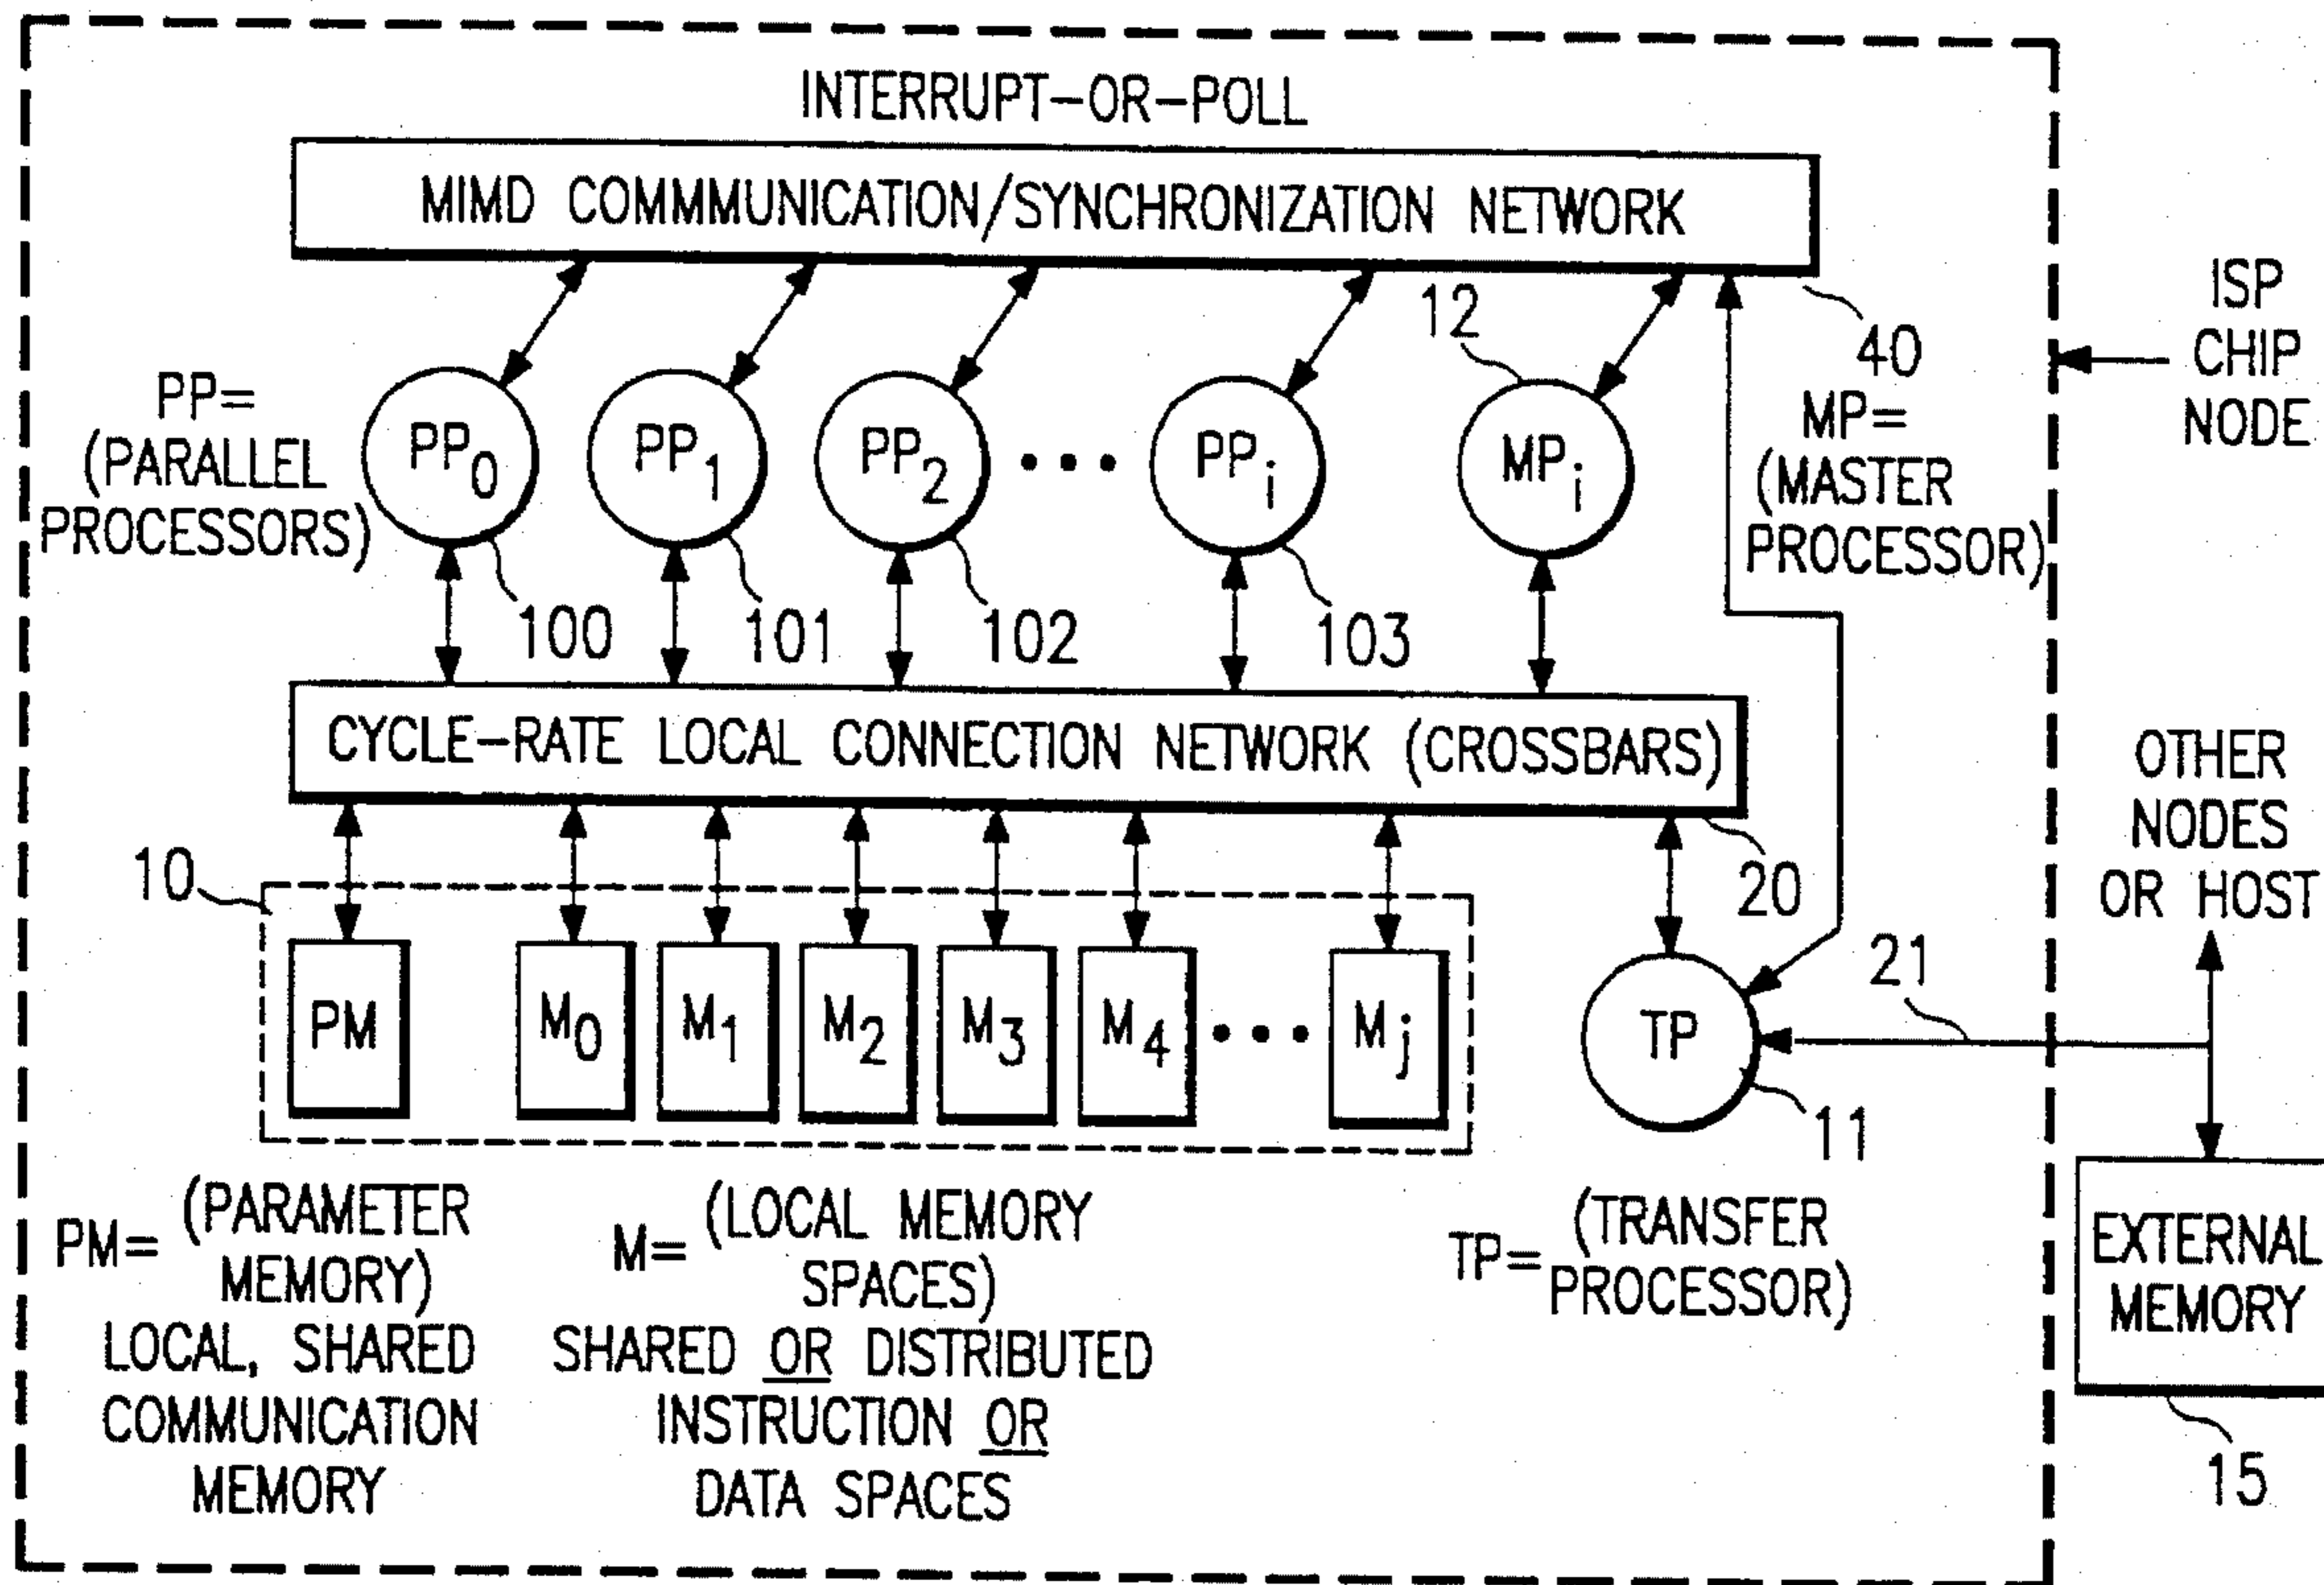 INTERRUPT-OR-POLL
MIMD COMMMUNICATION/SYNCHRONIZATION NETWORK
40
12
PP=
(PARALLEL
PROCESSORS)
PP0
PP1
PP2
• • •
PPi
MPi
MP=
(MASTER
PROCESSOR)
100
101
102
103
ISP
CHIP
NODE
CYCLE-RATE LOCAL CONNECTION NETWORK (CROSSBARS)
20
10
PM
M0
M1
M2
M3
M4
• • •
Mj
TP
11
21
OTHER
NODES
OR HOST
PM= (PARAMETER
MEMORY)
LOCAL, SHARED
COMMUNICATION
MEMORY
M= (LOCAL MEMORY
SPACES)
SHARED OR DISTRIBUTED
INSTRUCTION OR
DATA SPACES
TP= (TRANSFER
PROCESSOR)
EXTERNAL
MEMORY
15